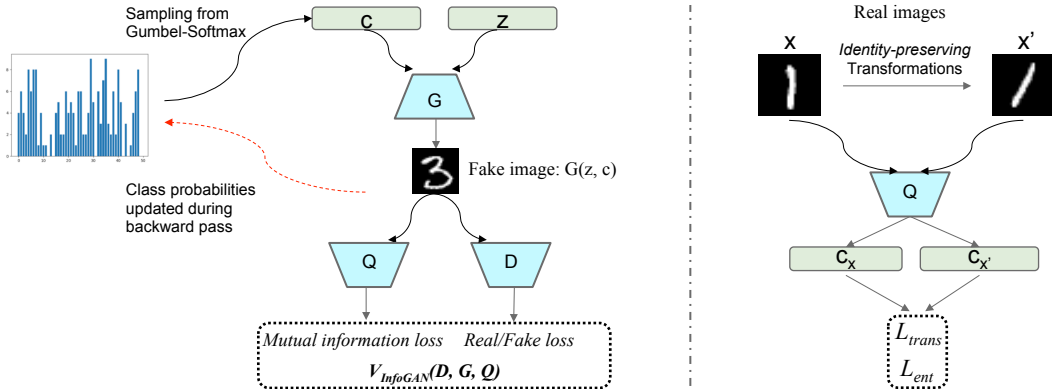 Sampling from
Gumbel-Softmax
c
z
G
Fake image: G(z, c)
Class probabilities
updated during
backward pass
Q
D
Mutual information loss
Real/Fake loss
V_InfoGAN(D, G, Q)
Real images
x
Identity-preserving
Transformations
x'
Q
c_x
c_x'
L_trans
L_ent